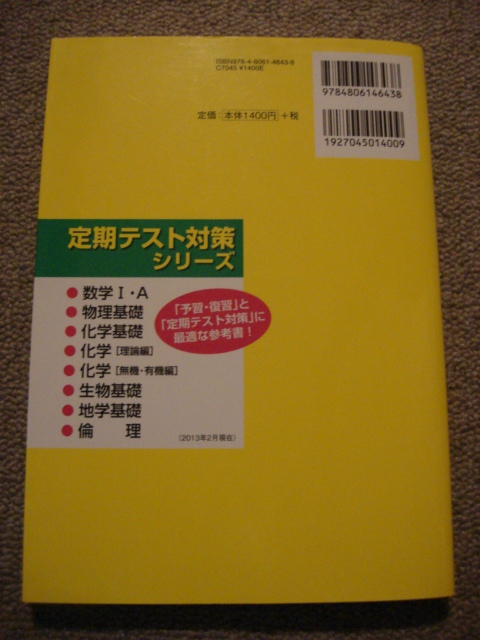 ISBN978-4-8061-4643-8
C7045 ¥1400E
定価：本体1400円＋税
9784806146438
1927045014009
定期テスト対策
シリーズ
● 数学Ⅰ・A
● 物理基礎
● 化学基礎
● 化学［理論編］
● 化学［無機・有機編］
● 生物基礎
● 地学基礎
● 倫　理
「予習・復習」と
「定期テスト対策」に
最適な参考書！
（2013年2月現在）